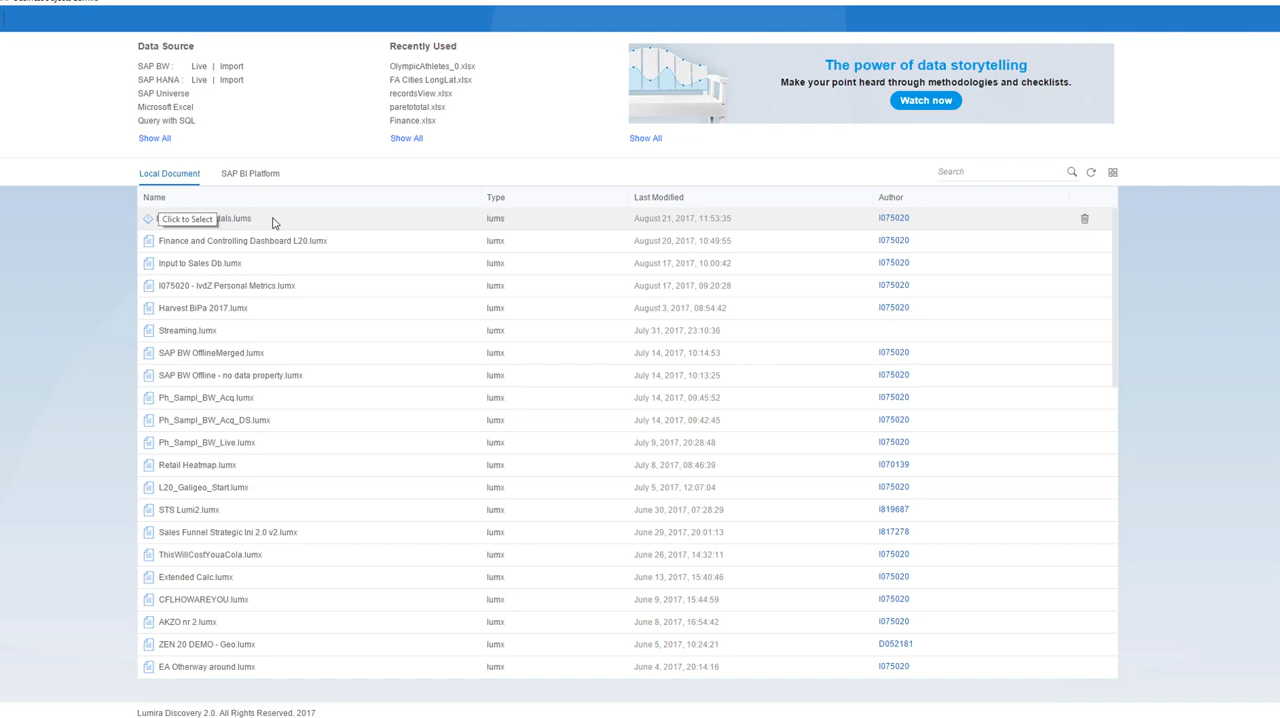 Data Source
SAP BW : Live | Import
SAP HANA : Live | Import
SAP Universe
Microsoft Excel
Query with SQL
Show All
Recently Used
OlympicAthletes_0.xlsx
FA Cities LongLat.xlsx
recordsView.xlsx
paretototal.xlsx
Finance.xlsx
Show All
The power of data storytelling
Make your point heard through methodologies and checklists.
Watch now
Show All
Local Document SAP BI Platform Search
Name Type Last Modified Author
Click to Select als.lums lums August 21, 2017, 11:53:35 I075020
Finance and Controlling Dashboard L20.lumx lumx August 20, 2017, 10:49:55 I075020
Input to Sales Db.lumx lumx August 17, 2017, 10:00:42 I075020
I075020 - IvdZ Personal Metrics.lumx lumx August 17, 2017, 09:20:28 I075020
Harvest BiPa 2017.lumx lumx August 3, 2017, 08:54:42 I075020
Streaming.lumx lumx July 31, 2017, 23:10:36
SAP BW OfflineMerged.lumx lumx July 14, 2017, 10:14:53 I075020
SAP BW Offline - no data property.lumx lumx July 14, 2017, 10:13:25 I075020
Ph_Sampl_BW_Acq.lumx lumx July 14, 2017, 09:45:52 I075020
Ph_Sampl_BW_Acq_DS.lumx lumx July 14, 2017, 09:42:45 I075020
Ph_Sampl_BW_Live.lumx lumx July 9, 2017, 20:28:48 I075020
Retail Heatmap.lumx lumx July 8, 2017, 08:46:39 I070139
L20_Galigeo_Start.lumx lumx July 5, 2017, 12:07:04 I075020
STS Lumi2.lumx lumx June 30, 2017, 07:28:29 I819687
Sales Funnel Strategic Ini 2.0 v2.lumx lumx June 29, 2017, 20:01:13 I817278
ThisWillCostYouaCola.lumx lumx June 26, 2017, 14:32:11 I075020
Extended Calc.lumx lumx June 13, 2017, 15:40:46 I075020
CFLHOWAREYOU.lumx lumx June 9, 2017, 15:44:59 I075020
AKZO nr 2.lumx lumx June 8, 2017, 16:54:42 I075020
ZEN 20 DEMO - Geo.lumx lumx June 5, 2017, 10:24:21 D052181
EA Otherway around.lumx lumx June 4, 2017, 20:14:16 I075020
Lumira Discovery 2.0. All Rights Reserved. 2017